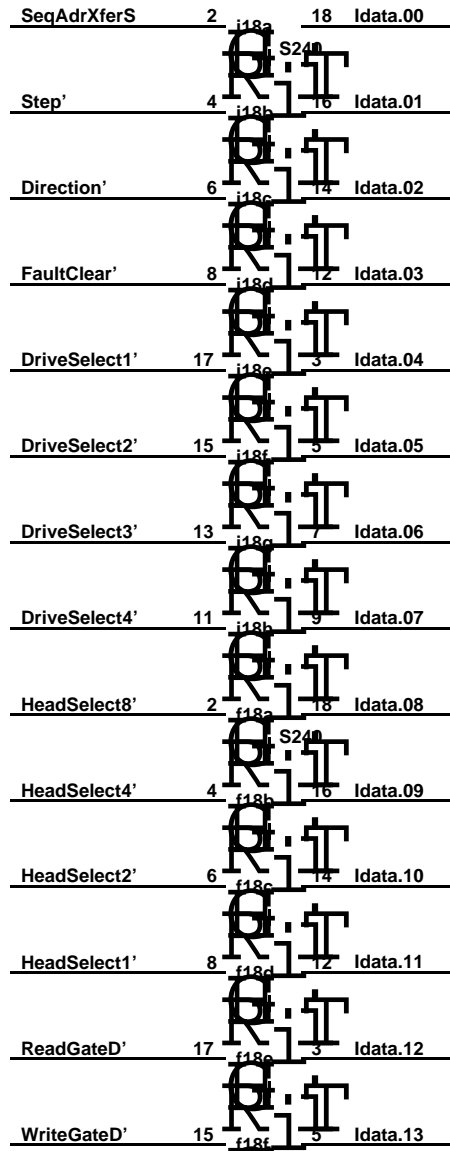 SeqAdrXferS 2 i18a 18 Idata.00
S240
Step’ 4 i18b 16 Idata.01
Direction’ 6 i18c 14 Idata.02
FaultClear’ 8 i18d 12 Idata.03
DriveSelect1’ 17 i18e 3 Idata.04
DriveSelect2’ 15 i18f 5 Idata.05
DriveSelect3’ 13 i18g 7 Idata.06
DriveSelect4’ 11 i18h 9 Idata.07
HeadSelect8’ 2 f18a 18 Idata.08
S240
HeadSelect4’ 4 f18b 16 Idata.09
HeadSelect2’ 6 f18c 14 Idata.10
HeadSelect1’ 8 f18d 12 Idata.11
ReadGateD’ 17 f18e 3 Idata.12
WriteGateD’ 15 f18f 5 Idata.13